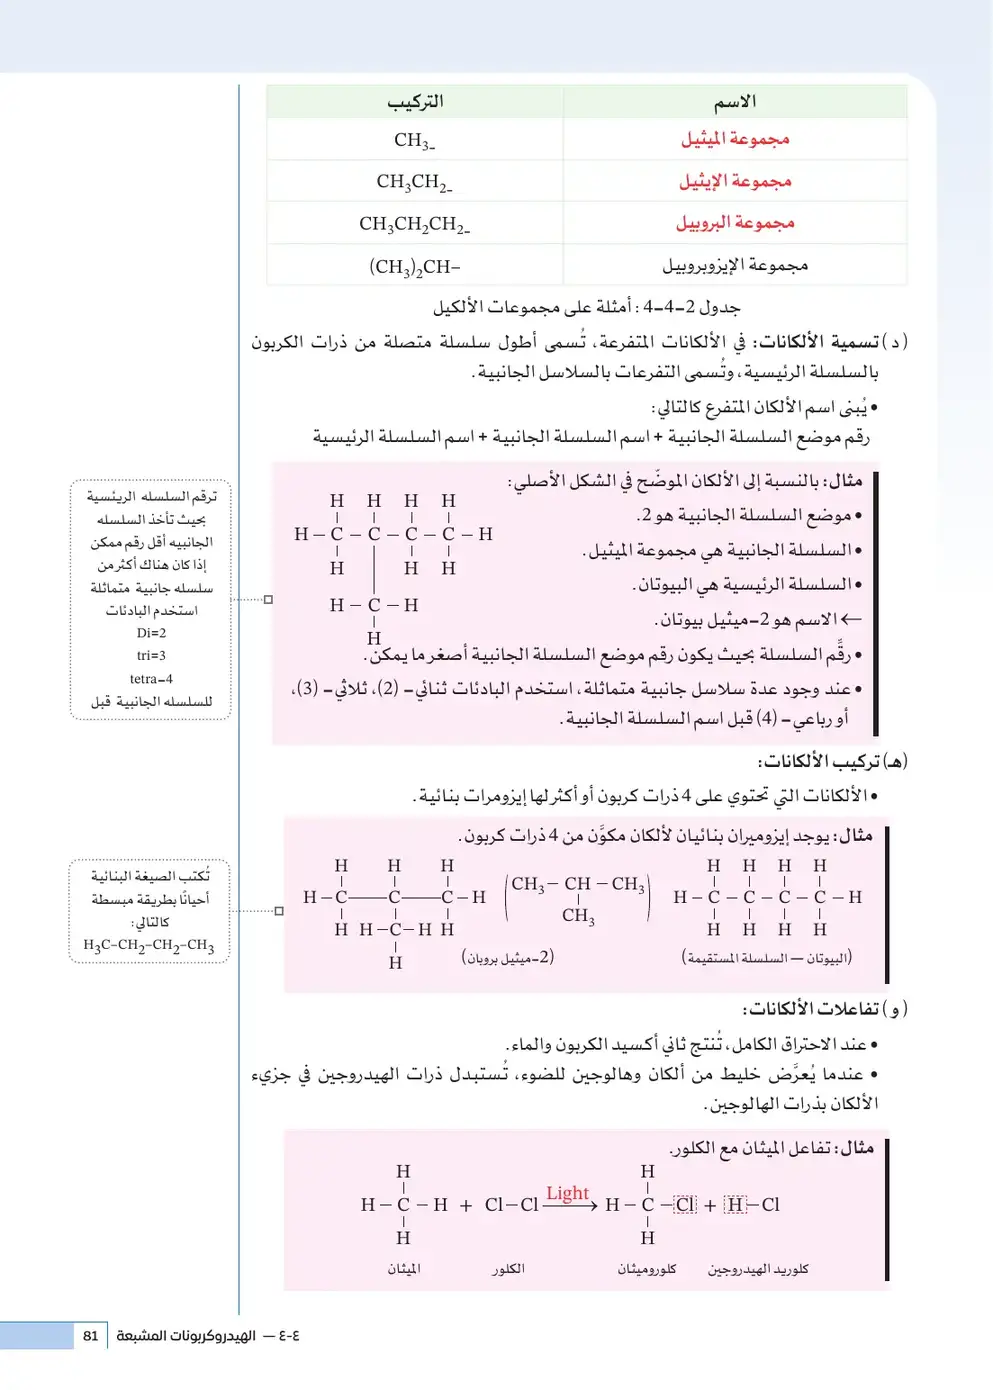 الاسم التركيب
مجموعة الميثيل CH3-
مجموعة الإيثيل CH3CH2-
مجموعة البروبيل CH3CH2CH2-
مجموعة الإيزوبروبيل (CH3)2CH–
جدول 2-4-4 : أمثلة على مجموعات الألكيل
(د) تسمية الألكانات: في الألكانات المتفرعة، تُسمى أطول سلسلة متصلة من ذرات الكربون
بالسلسلة الرئيسية، وتُسمى التفرعات بالسلاسل الجانبية.
• يُبنى اسم الألكان المتفرع كالتالي:
رقم موضع السلسلة الجانبية + اسم السلسلة الجانبية + اسم السلسلة الرئيسية
مثال: بالنسبة إلى الألكان الموضّح في الشكل الأصلي:
• موضع السلسلة الجانبية هو 2.
• السلسلة الجانبية هي مجموعة الميثيل.
• السلسلة الرئيسية هي البيوتان.
← الاسم هو 2-ميثيل بيوتان.
• رقِّم السلسلة بحيث يكون رقم موضع السلسلة الجانبية أصغر ما يمكن.
• عند وجود عدة سلاسل جانبية متماثلة، استخدم البادئات ثنائي- (2)، ثلاثي- (3)،
أو رباعي- (4) قبل اسم السلسلة الجانبية.
H H H H
H – C – C – C – C – H
H H H
H – C – H
H
ترقم السلسله الريئسية
بحيث تأخذ السلسله
الجانبيه أقل رقم ممكن
إذا كان هناك أكثر من
سلسله جانبية متماثلة
استخدم البادئات
Di=2
tri=3
tetra-4
للسلسله الجانبية قبل
(هـ) تركيب الألكانات:
• الألكانات التي تحتوي على 4 ذرات كربون أو أكثر لها إيزومرات بنائية.
مثال: يوجد إيزوميران بنائيان لألكان مكوَّن من 4 ذرات كربون.
H H H H
H – C – C – C – C – H
H H H H
(البيوتان — السلسلة المستقيمة)
(CH3 – CH – CH3)
CH3
H H H
H – C — C — C – H
H H – C – H H
H
(2-ميثيل بروبان)
تُكتب الصيغة البنائية
أحيانًا بطريقة مبسطة
كالتالي:
H3C-CH2-CH2-CH3
(و) تفاعلات الألكانات:
• عند الاحتراق الكامل، تُنتج ثاني أكسيد الكربون والماء.
• عندما يُعرَّض خليط من ألكان وهالوجين للضوء، تُستبدل ذرات الهيدروجين في جزيء
الألكان بذرات الهالوجين.
مثال: تفاعل الميثان مع الكلور.
H H
H – C – H + Cl – Cl Light → H – C – Cl + H – Cl
H H
الميثان الكلور كلوروميثان كلوريد الهيدروجين
٤-٤ — الهيدروكربونات المشبعة 81